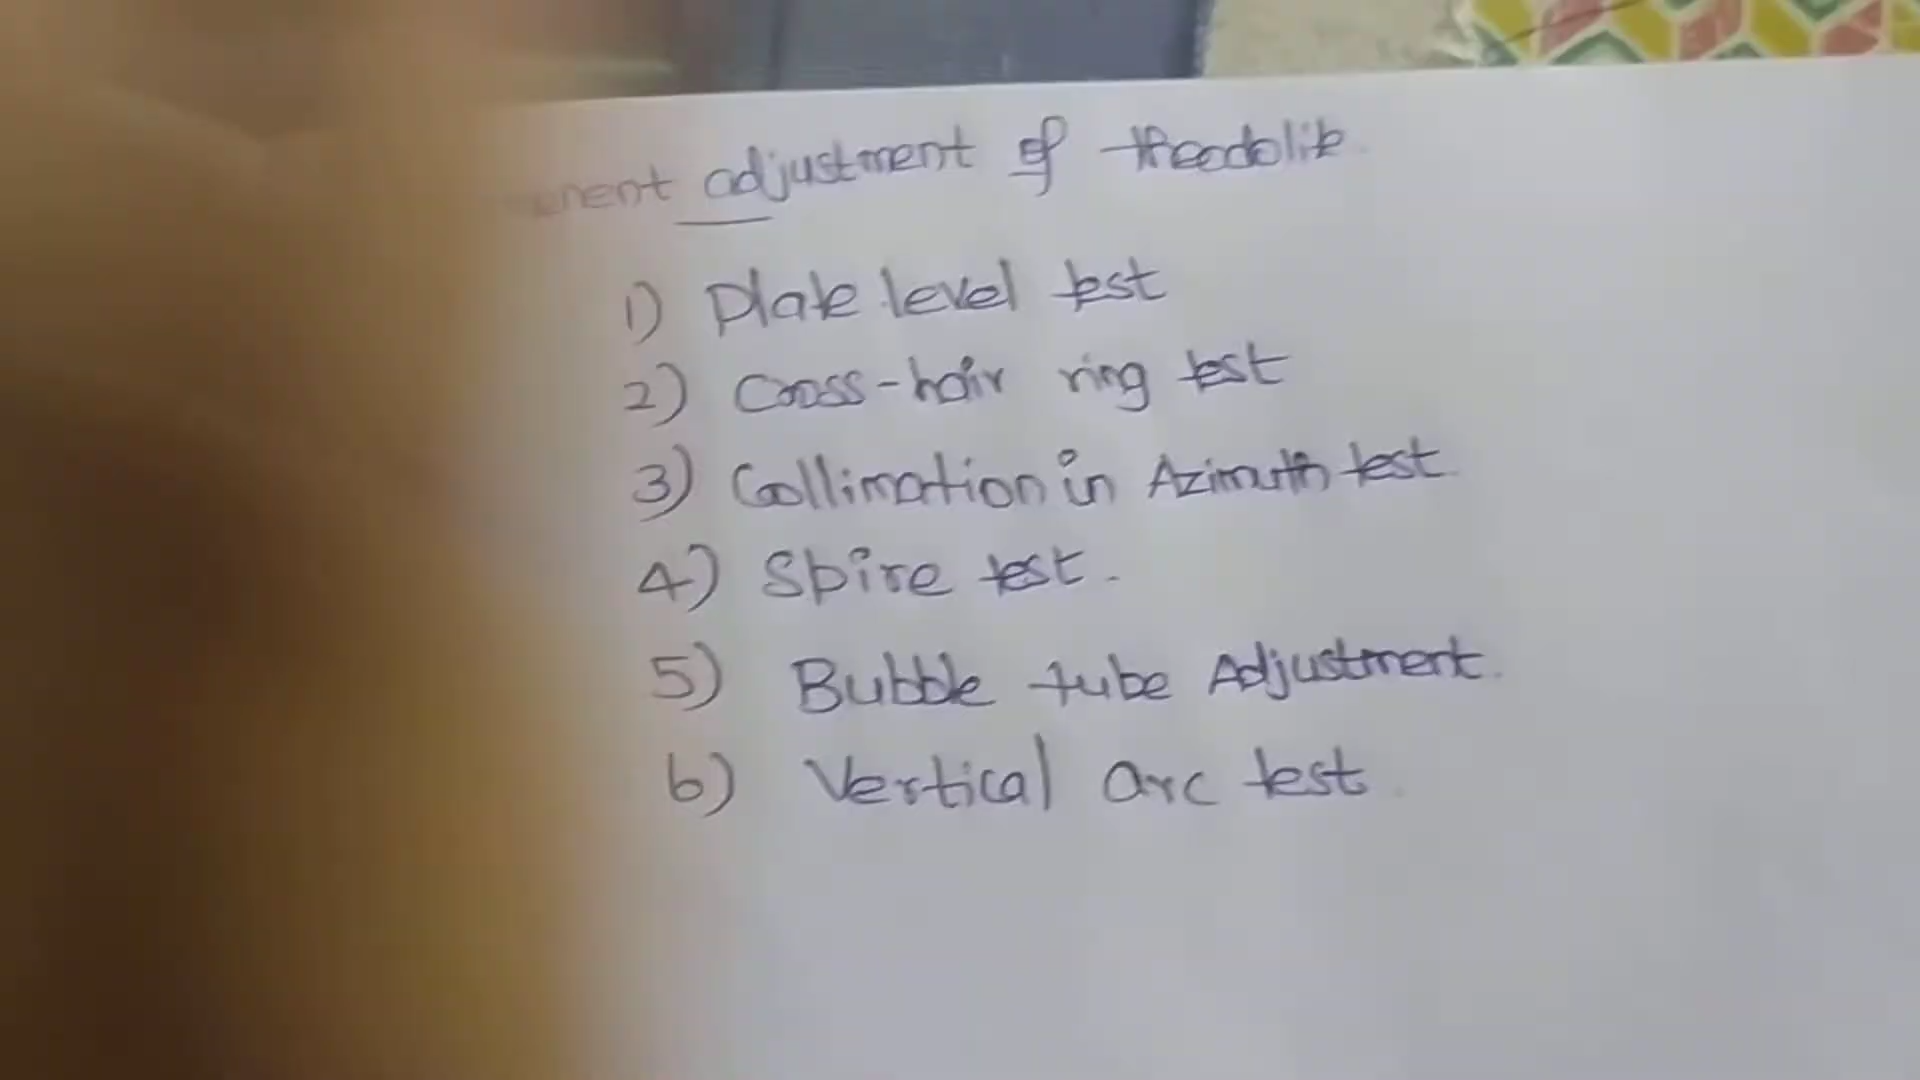 adjustment of theodolite
1) Plate level test
2) Cross-hair ring test
3) Collimation in Azimuth test
4) Spire test.
5) Bubble tube Adjustment.
6) Vertical arc test.